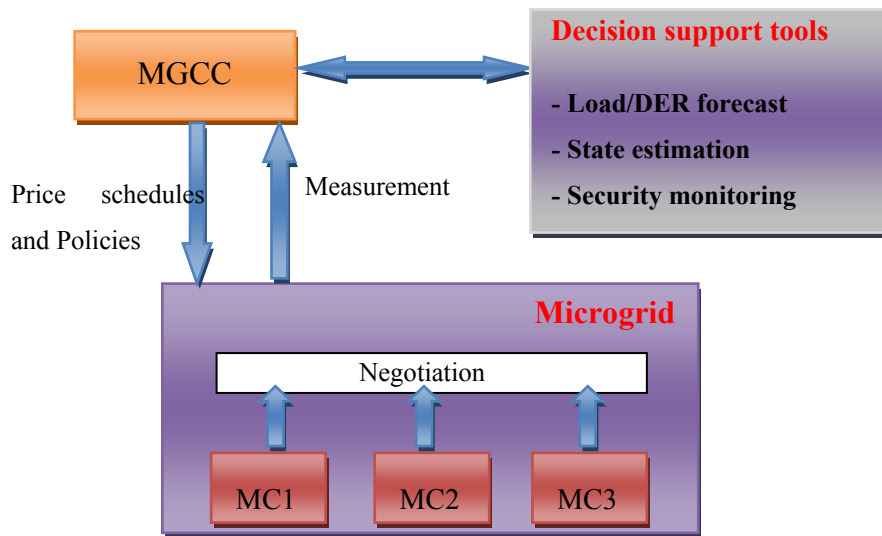 MGCC
Decision support tools
- Load/DER forecast
- State estimation
- Security monitoring
Price schedules
and Policies
Measurement
Microgrid
Negotiation
MC1
MC2
MC3